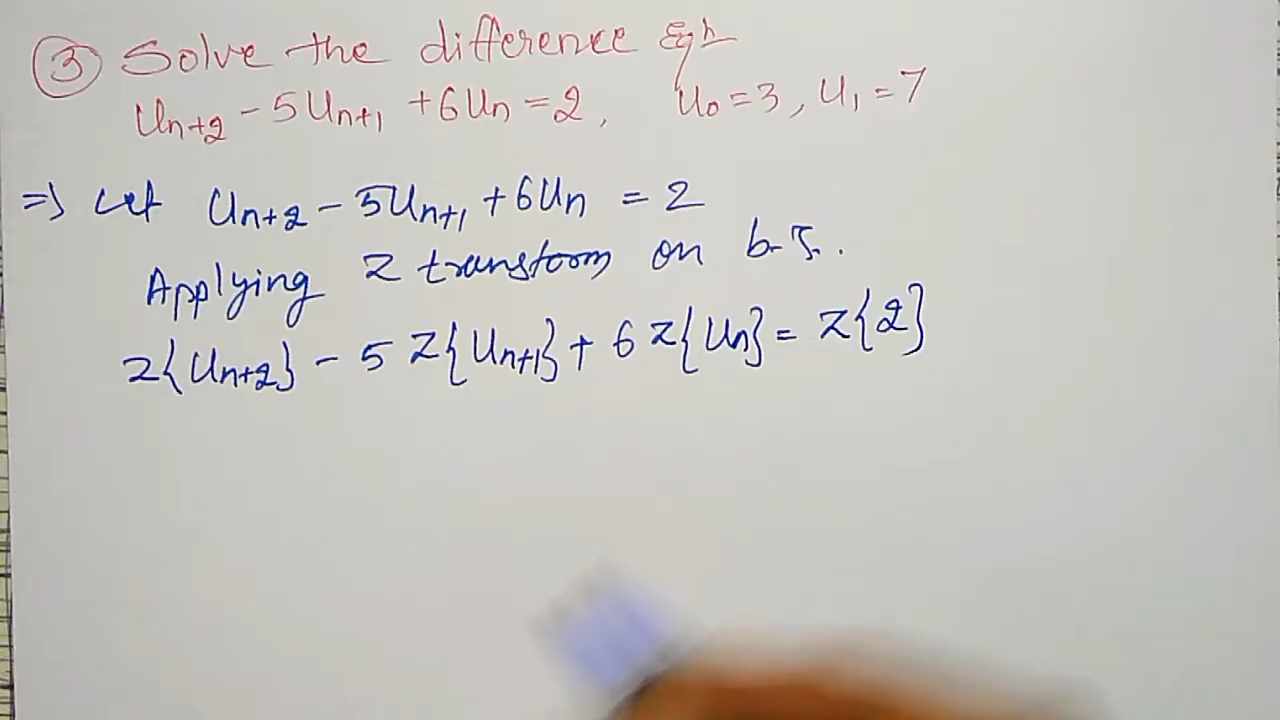 ③ Solve the difference Eqn
Un+2 - 5Un+1 + 6Un = 2, U0 = 3, U1 = 7
=> Let Un+2 - 5Un+1 + 6Un = 2
Applying Z transform on b.s.
Z{Un+2} - 5 Z{Un+1} + 6 Z{Un} = Z{2}